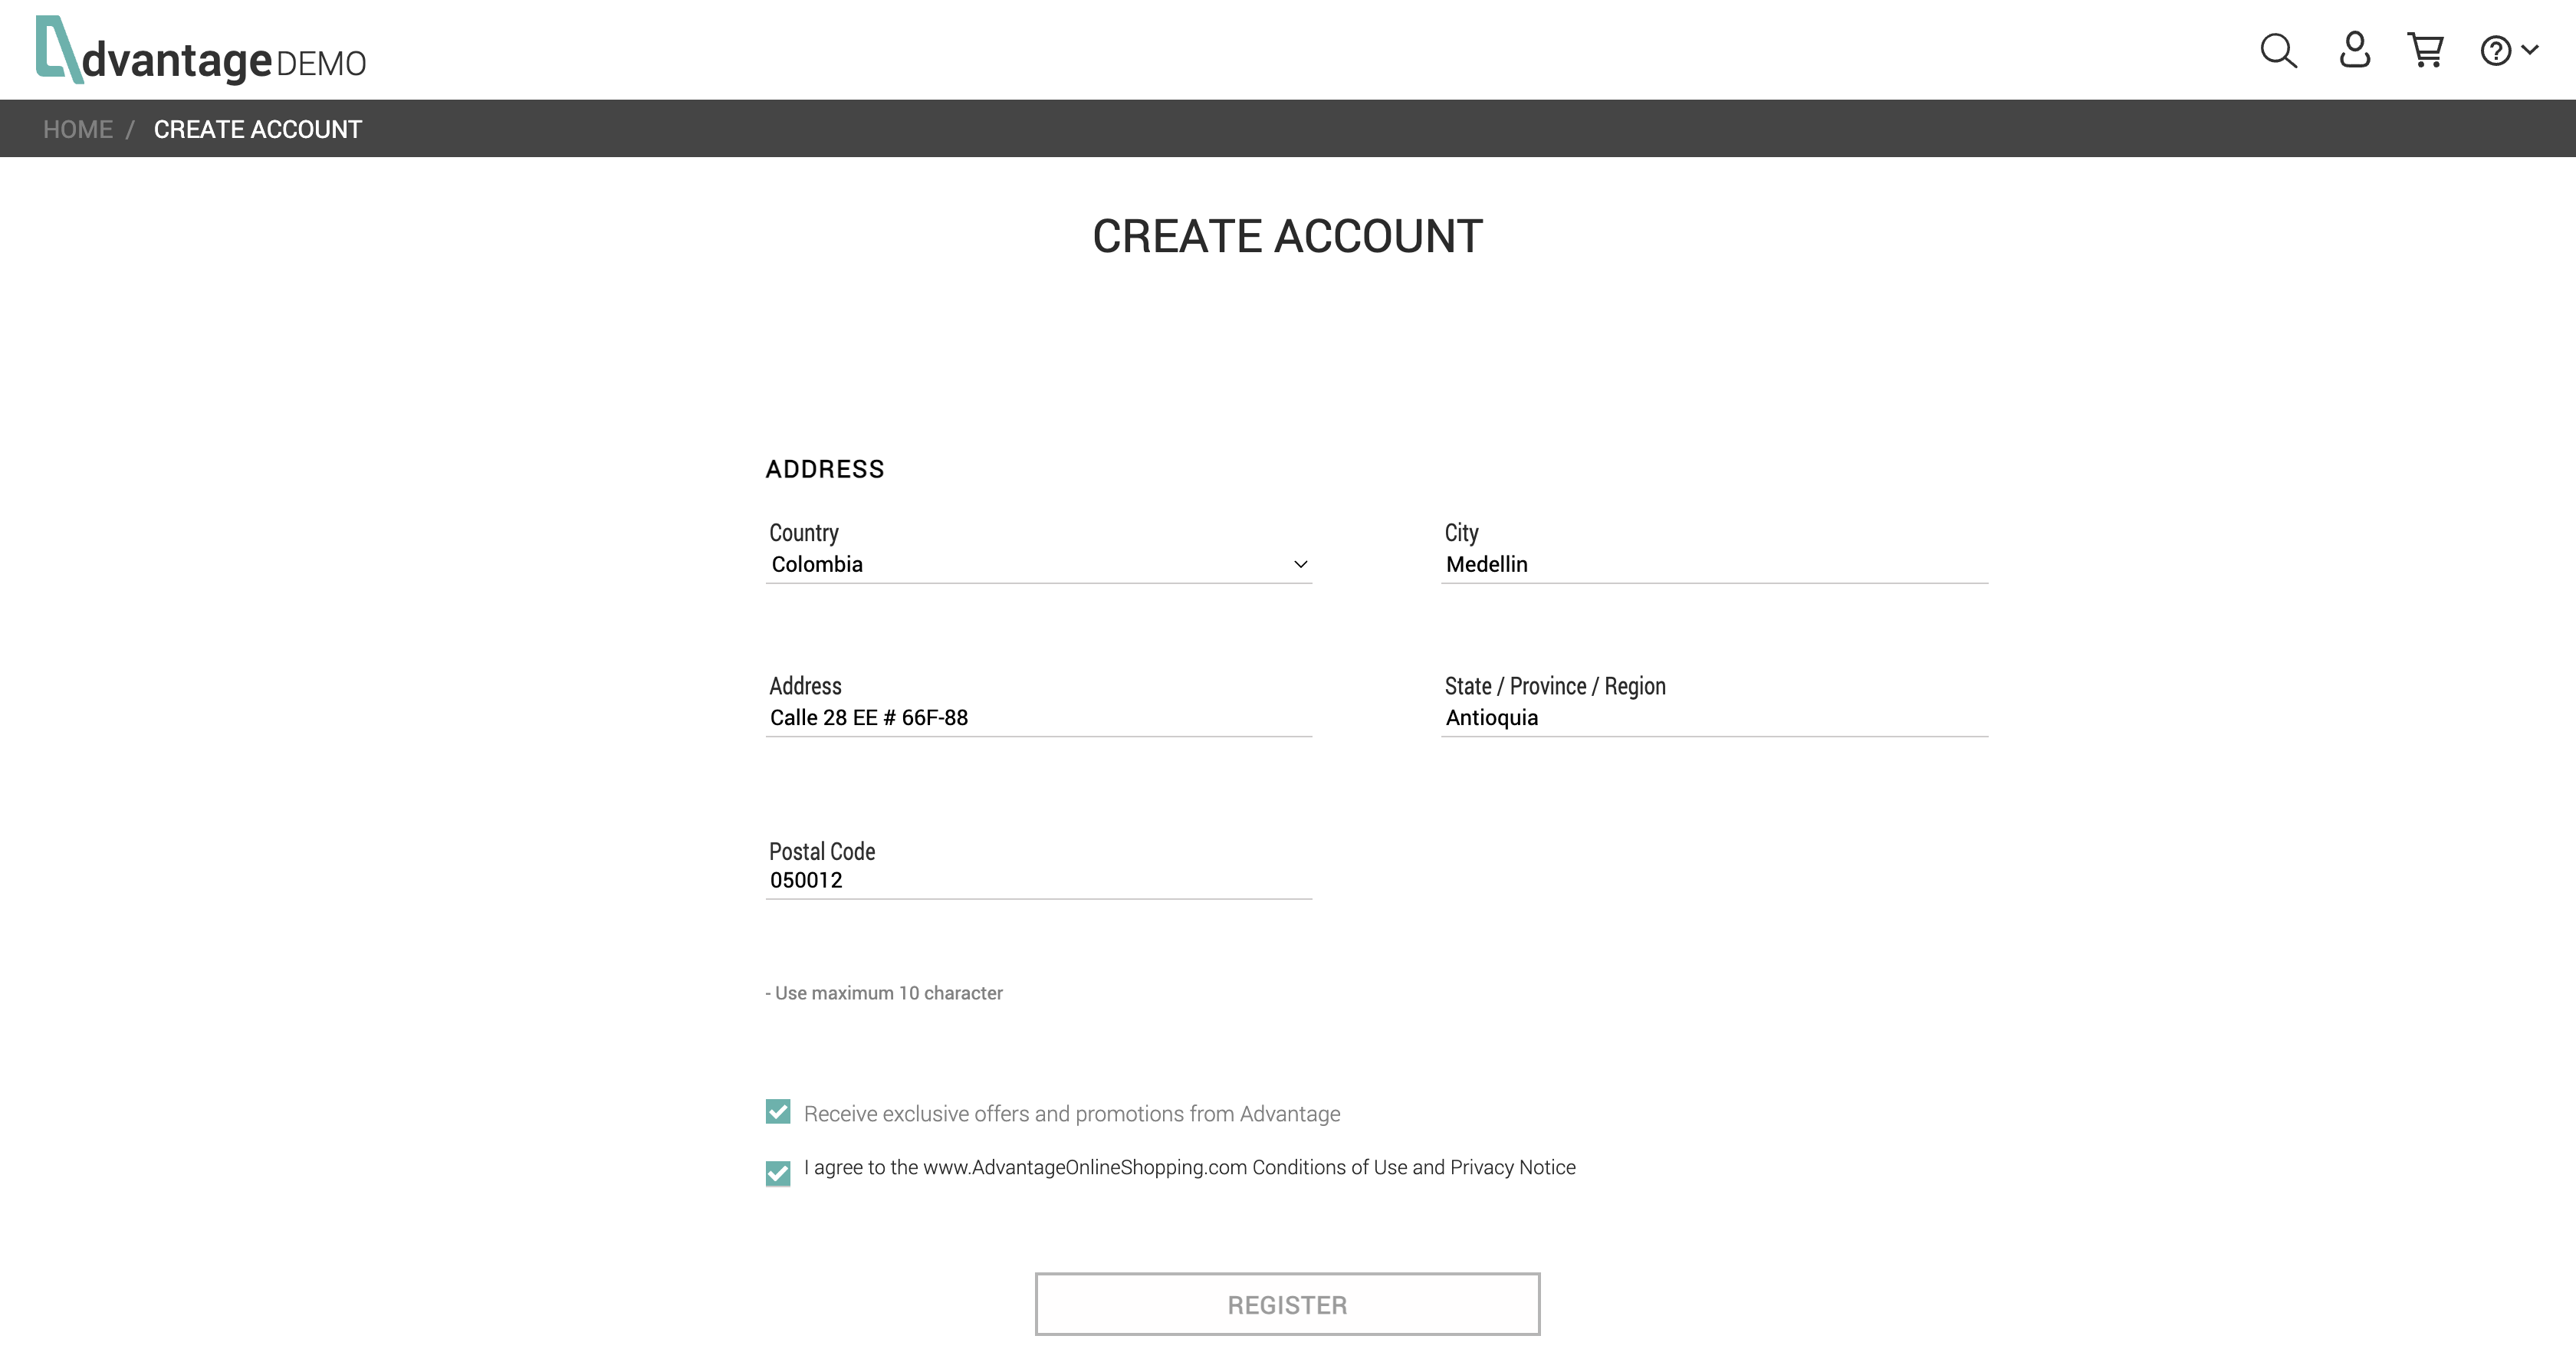 Advantage DEMO
HOME / CREATE ACCOUNT
CREATE ACCOUNT
ADDRESS
Country
Colombia
City
Medellin
Address
Calle 28 EE # 66F-88
State / Province / Region
Antioquia
Postal Code
050012
- Use maximum 10 character
Receive exclusive offers and promotions from Advantage
I agree to the www.AdvantageOnlineShopping.com Conditions of Use and Privacy Notice
REGISTER